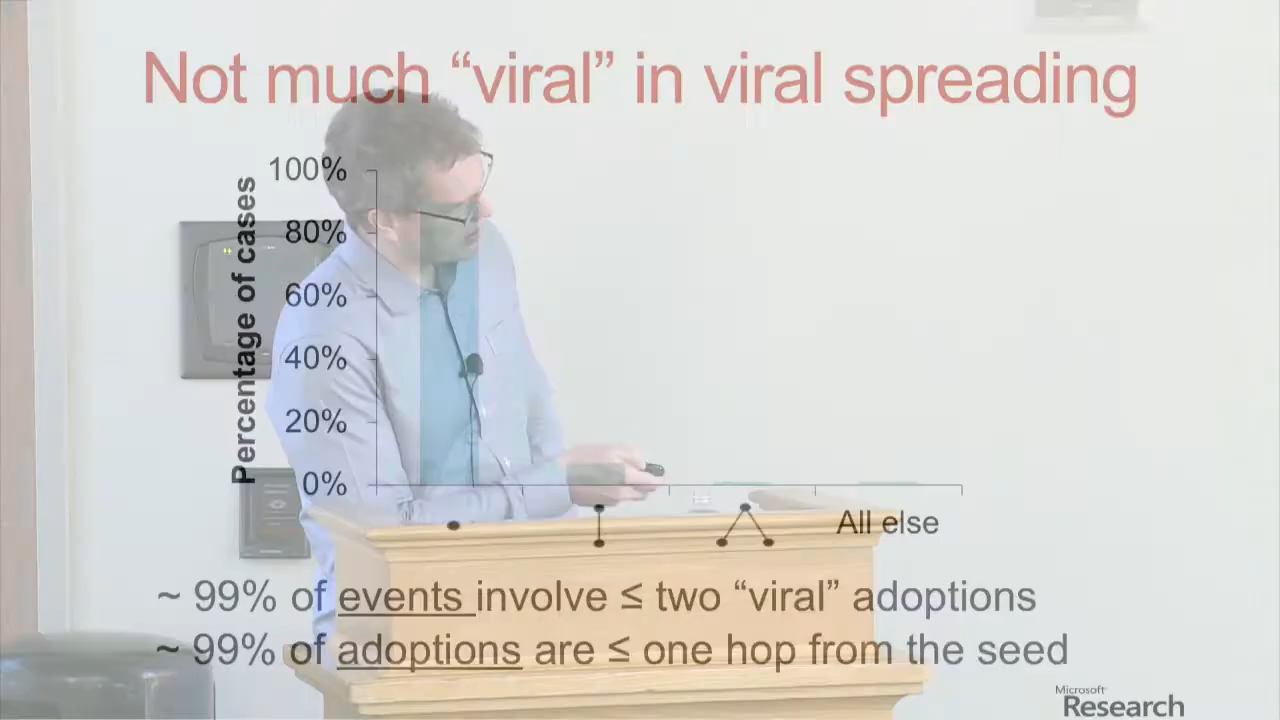 Not much “viral” in viral spreading
Percentage of cases
100%
80%
60%
40%
20%
0%
All else
~ 99% of events involve ≤ two “viral” adoptions
~ 99% of adoptions are ≤ one hop from the seed
Microsoft
Research